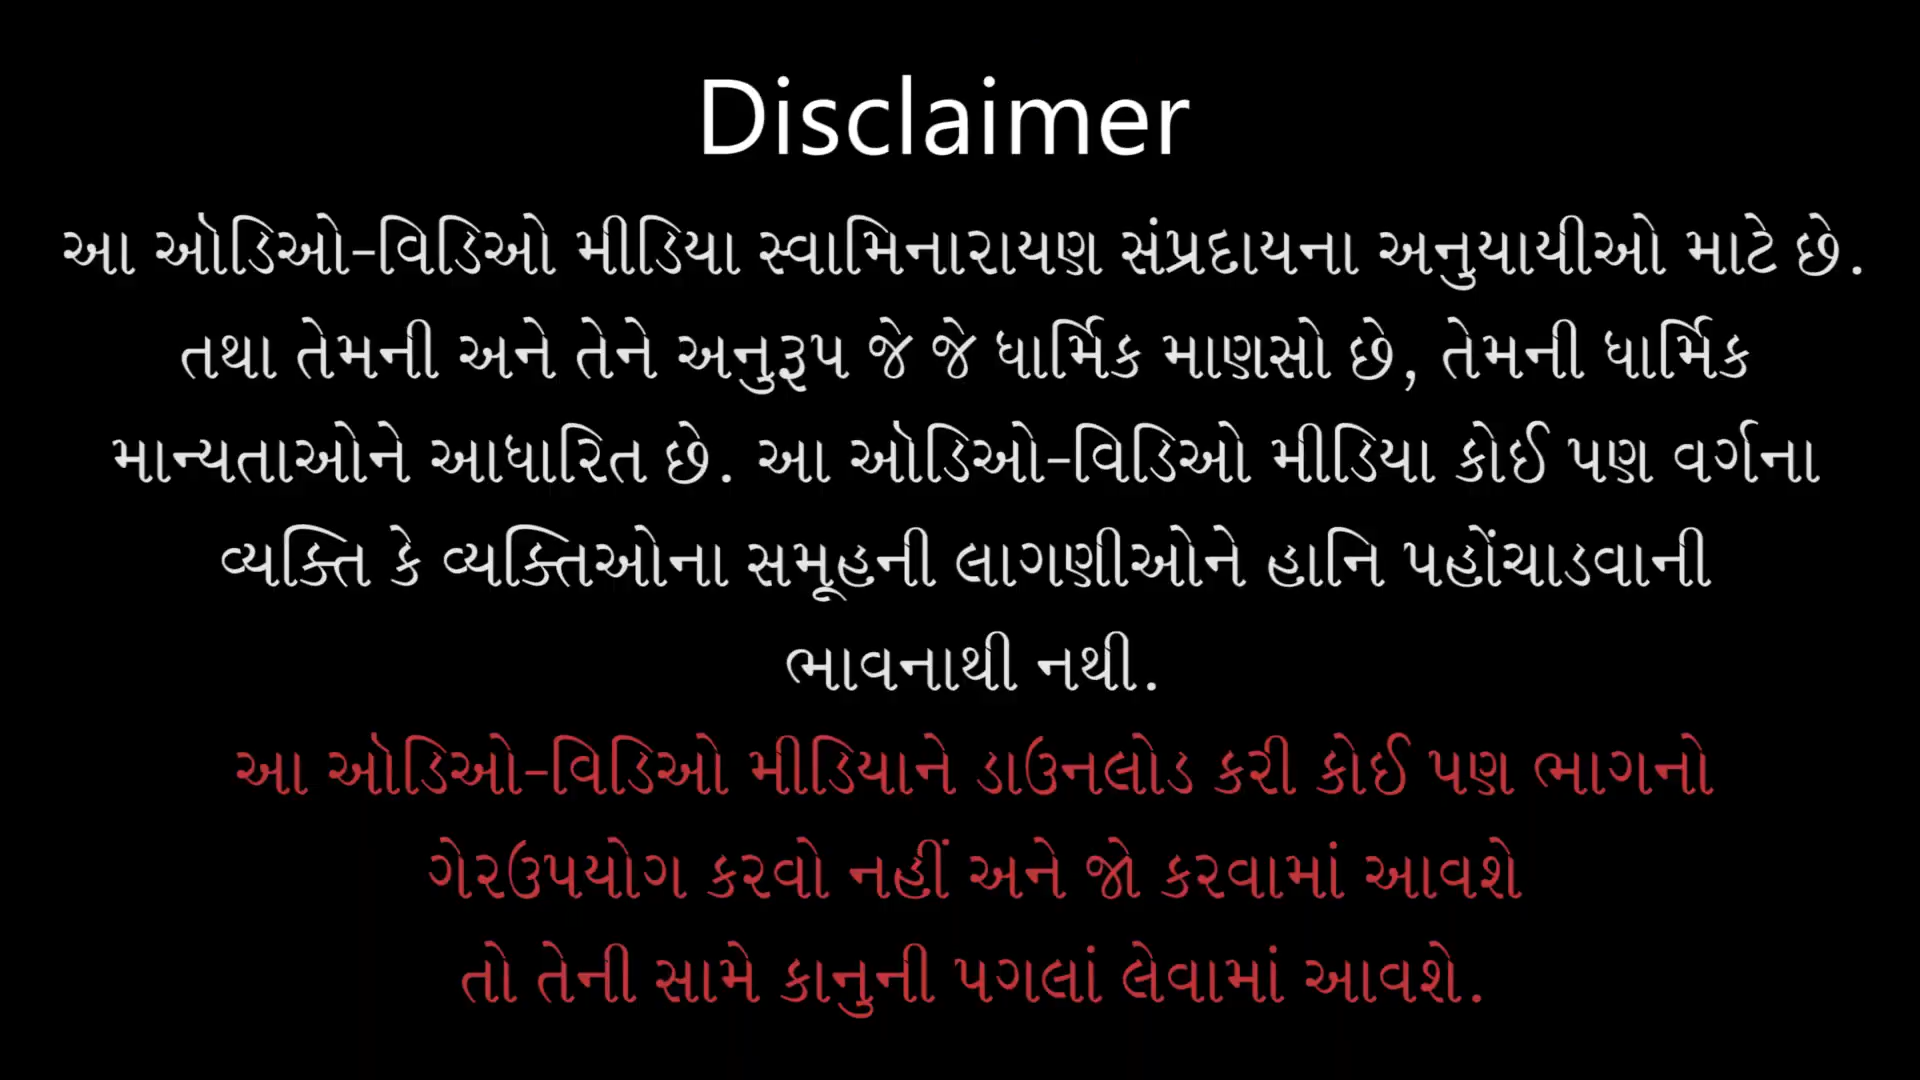 Disclaimer
આ ઑડિઓ-વિડિઓ મીડિયા સ્વામિનારાયણ સંપ્રદાયના અનુયાયીઓ માટે છે.
તથા તેમની અને તેને અનુરૂપ જે જે ધાર્મિક માણસો છે, તેમની ધાર્મિક
માન્યતાઓને આધારિત છે. આ ઑડિઓ-વિડિઓ મીડિયા કોઈ પણ વર્ગના
વ્યક્તિ કે વ્યક્તિઓના સમૂહની લાગણીઓને હાનિ પહોંચાડવાની
ભાવનાથી નથી.
આ ઑડિઓ-વિડિઓ મીડિયાને ડાઉનલોડ કરી કોઈ પણ ભાગનો
ગેરઉપયોગ કરવો નહીં અને જો કરવામાં આવશે
તો તેની સામે કાનુની પગલાં લેવામાં આવશે.